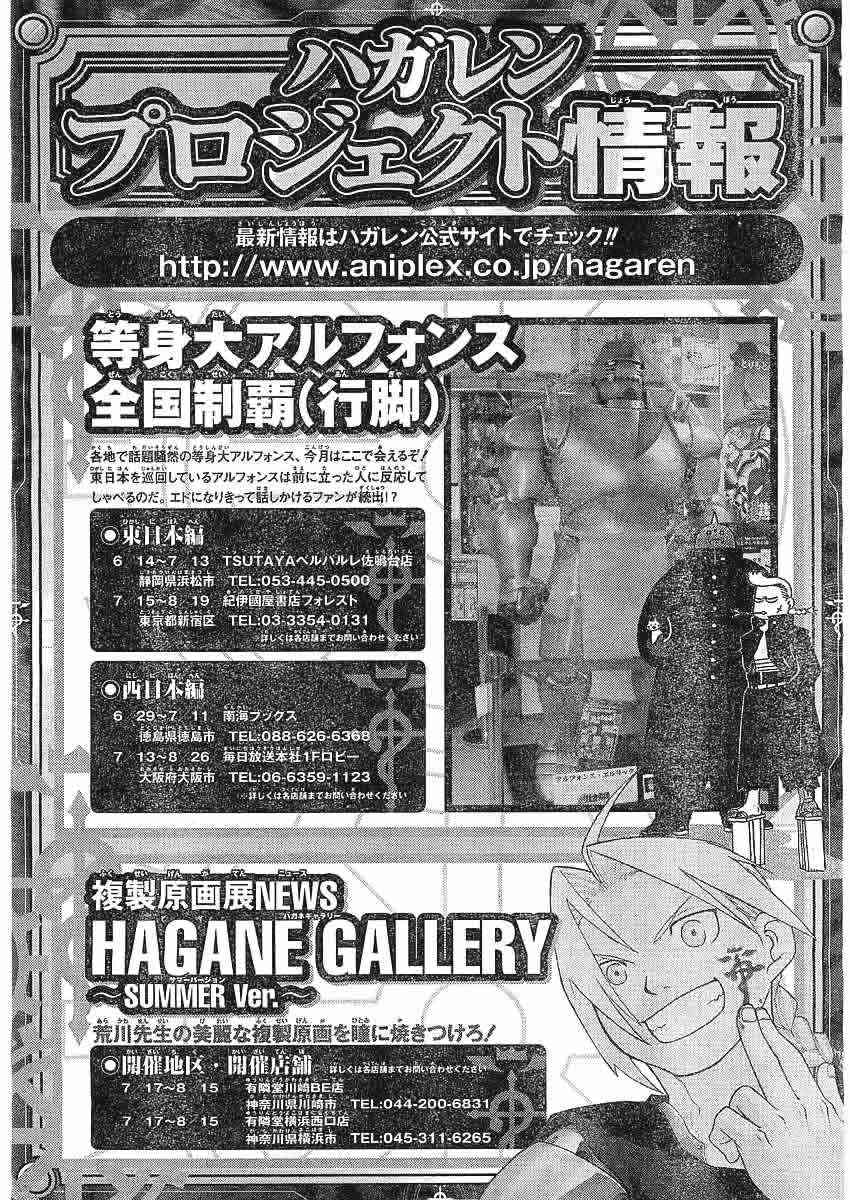 ハガレン
プロジェクト情報
最新情報はハガレン公式サイトでチェック!!
http://www.aniplex.co.jp/hagaren
等身大アルフォンス
全国制覇(行脚)
各地で話題騒然の等身大アルフォンス、今月はここで会えるぞ!
東日本を巡回しているアルフォンスは前に立った人に反応して
しゃべるのだ。エドになりきって話しかけるファンが続出!?
●東日本編
6 14〜7 13 TSUTAYAベルパルレ佐鳴台店
静岡県浜松市 TEL:053-445-0500
7 15〜8 19 紀伊國屋書店フォレスト
東京都新宿区 TEL:03-3354-0131
※詳しくは各店舗までお問い合わせください
●西日本編
6 29〜7 11 南海ブックス
徳島県徳島市 TEL:088-626-6368
7 13〜8 26 毎日放送本社1Fロビー
大阪府大阪市 TEL:06-6359-1123
※詳しくは各店舗までお問い合わせください
アルフォンス・エルリック
複製原画展NEWS
HAGANE GALLERY
〜SUMMER Ver.〜
荒川先生の美麗な複製原画を瞳に焼きつけろ!
●開催地区・開催店舗 ※詳しくは各店舗までお問い合わせください
7 17〜8 15 有隣堂川崎BE店
神奈川県川崎市 TEL:044-200-6831
7 17〜8 15 有隣堂横浜西口店
神奈川県横浜市 TEL:045-311-6265